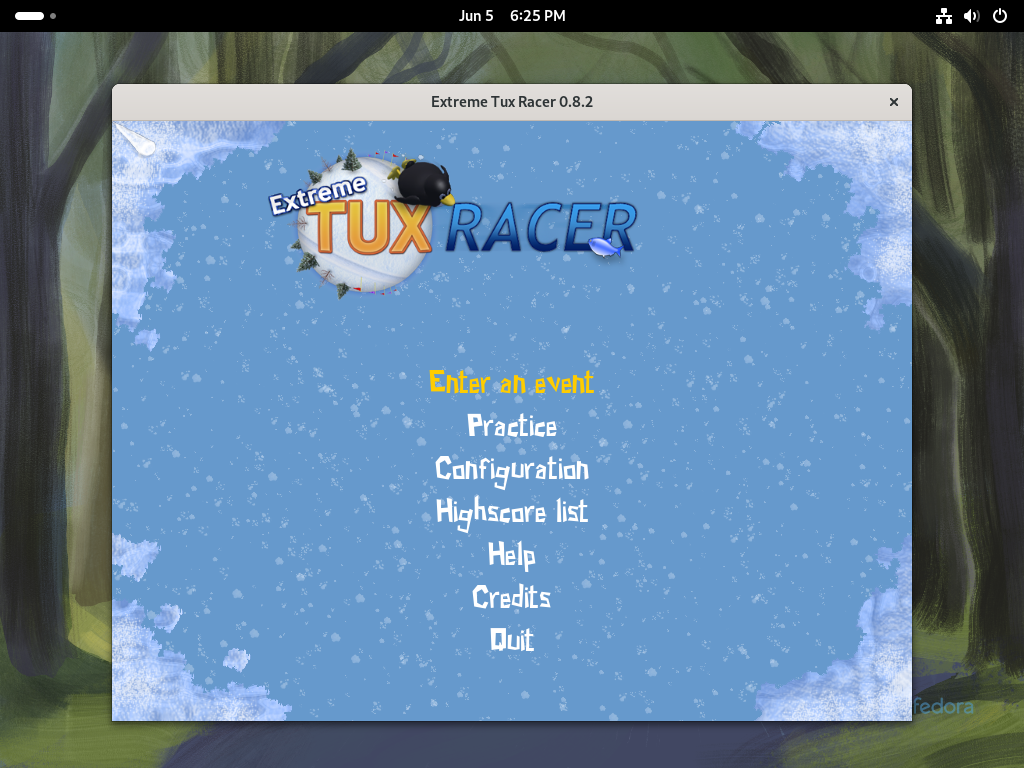 Jun 5 6:25 PM
Extreme Tux Racer 0.8.2
Extreme
TUX RACER
Enter an event
Practice
Configuration
Highscore list
Help
Credits
Quit
fedora